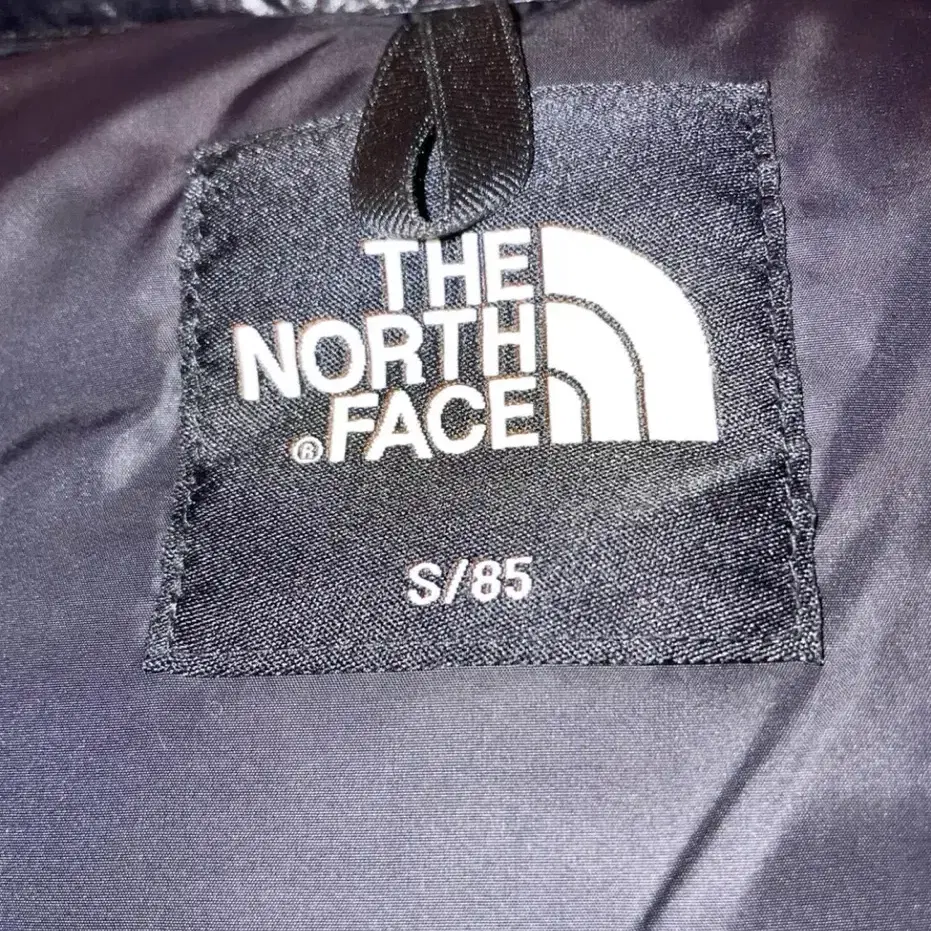 THE
NORTH
® FACE
S/85